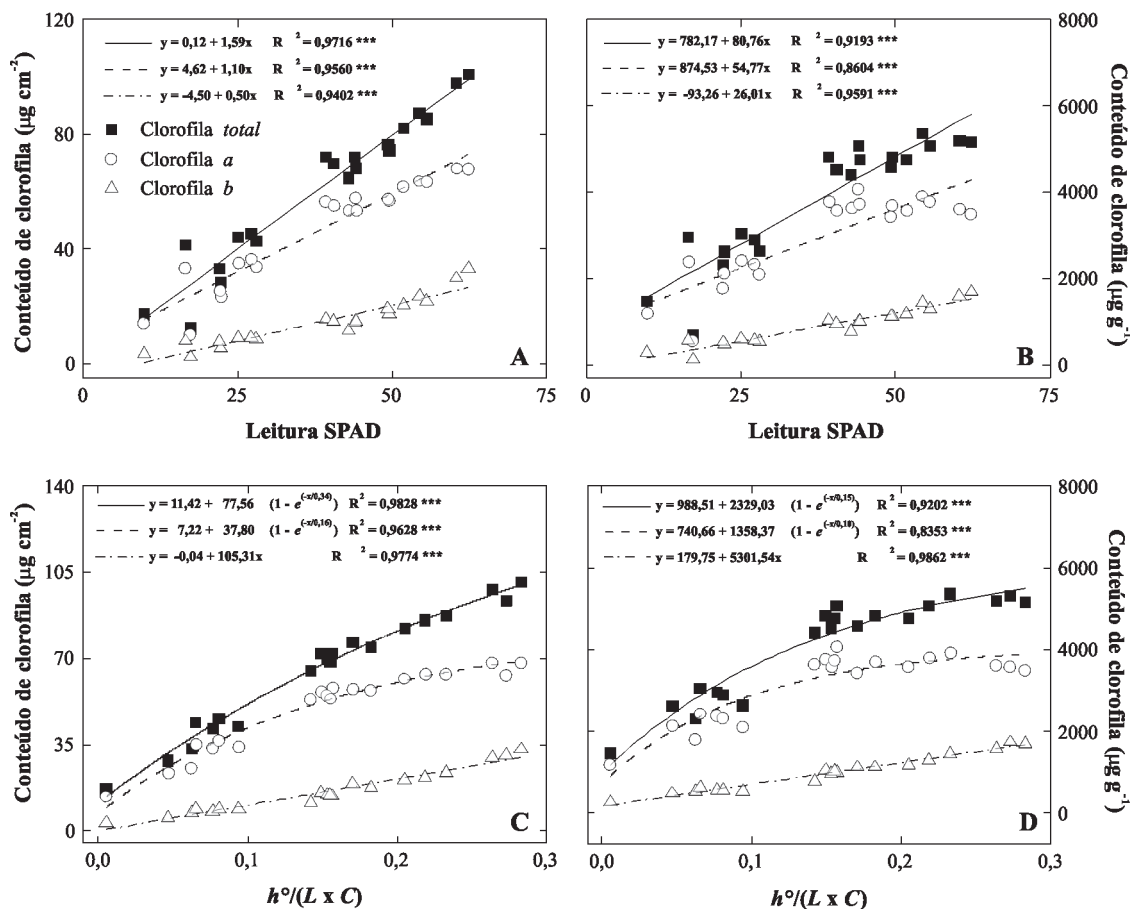 120
80
40
0
Conteúdo de clorofila (µg cm-2)
y = 0,12 + 1,59x R 2 = 0,9716 ***
y = 4,62 + 1,10x R 2 = 0,9560 ***
y = -4,50 + 0,50x R 2 = 0,9402 ***
Clorofila total
Clorofila a
Clorofila b
A
0 25 50 75
Leitura SPAD
y = 782,17 + 80,76x R 2 = 0,9193 ***
y = 874,53 + 54,77x R 2 = 0,8604 ***
y = -93,26 + 26,01x R 2 = 0,9591 ***
B
8000
6000
4000
2000
0
Conteúdo de clorofila (µg g-1)
0 25 50 75
Leitura SPAD
140
105
70
35
0
Conteúdo de clorofila (µg cm-2)
y = 11,42 + 77,56 (1 - e(-x/0,34)) R2 = 0,9828 ***
y = 7,22 + 37,80 (1 - e(-x/0,16)) R2 = 0,9628 ***
y = -0,04 + 105,31x R 2 = 0,9774 ***
C
0,0 0,1 0,2 0,3
h°/(L x C)
y = 988,51 + 2329,03 (1 - e(-x/0,15)) R2 = 0,9202 ***
y = 740,66 + 1358,37 (1 - e(-x/0,10)) R2 = 0,8353 ***
y = 179,75 + 5301,54x R 2 = 0,9862 ***
D
8000
6000
4000
2000
0
Conteúdo de clorofila (µg g-1)
0,0 0,1 0,2 0,3
h°/(L x C)